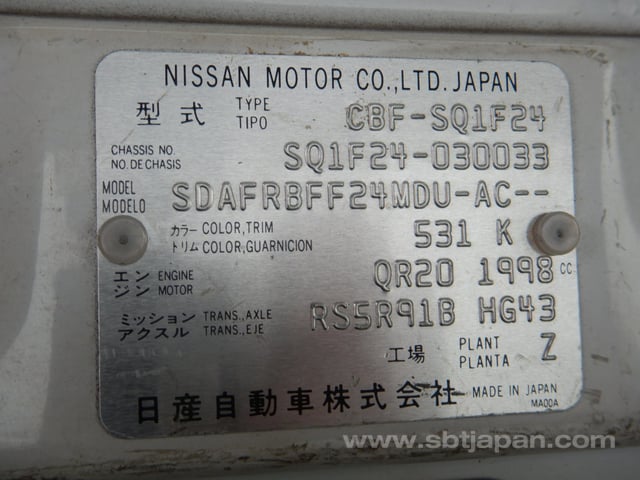 NISSAN MOTOR CO.,LTD. JAPAN
型式 TYPE TIPO CBF-SQ1F24
CHASSIS NO. NO. DE CHASIS SQ1F24-030033
MODEL MODELO SDAFRBFF24MDU-AC--
カラー トリム COLOR,TRIM COLOR,GUARNICION 531 K
エンジン ENGINE MOTOR QR20 1998 cc
ミッション アクスル TRANS.,AXLE TRANS.,EJE RS5R91B HG43
工場 PLANT PLANTA Z
日産自動車株式会社 MADE IN JAPAN
MA00A
www.sbtjapan.com